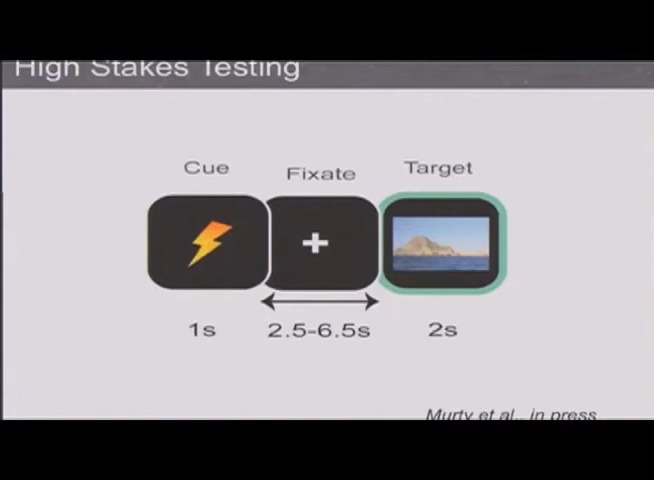 High Stakes Testing
Cue Fixate Target
1s 2.5-6.5s 2s
Murty et al., in press